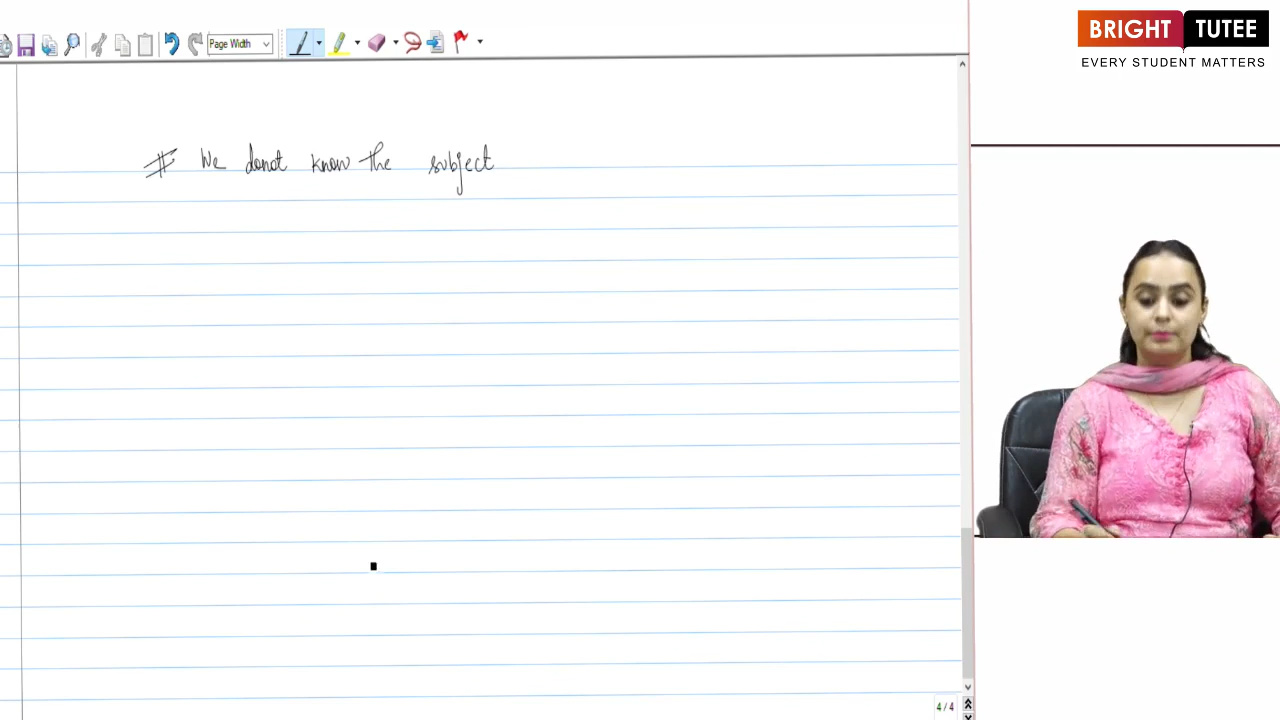 BRIGHT TUTEE
EVERY STUDENT MATTERS
Page Width
# We donot know the subject
4 / 4